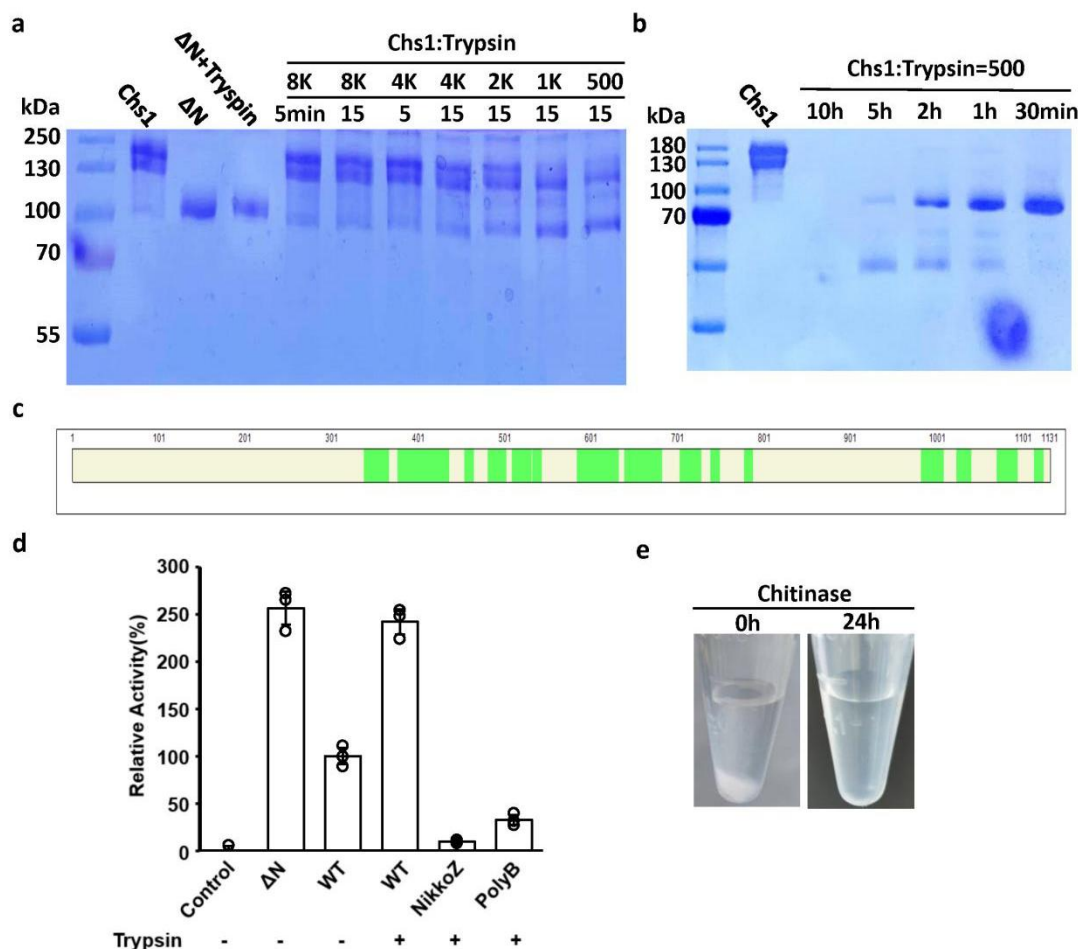 a
Chs1:Trypsin
kDa
Chs1
ΔN
ΔN+Tryspin
8K 8K 4K 4K 2K 1K 500
5min 15 5 15 15 15 15
250
130
100
70
55
b
Chs1:Trypsin=500
kDa
Chs1
10h 5h 2h 1h 30min
180
130
100
70
c
1 101 201 301 401 501 601 701 801 901 1001 1101 1131
d
Relative Activity(%)
300
250
200
150
100
50
0
Control ΔN WT WT NikkoZ PolyB
Trypsin - - - + + +
e
Chitinase
0h 24h